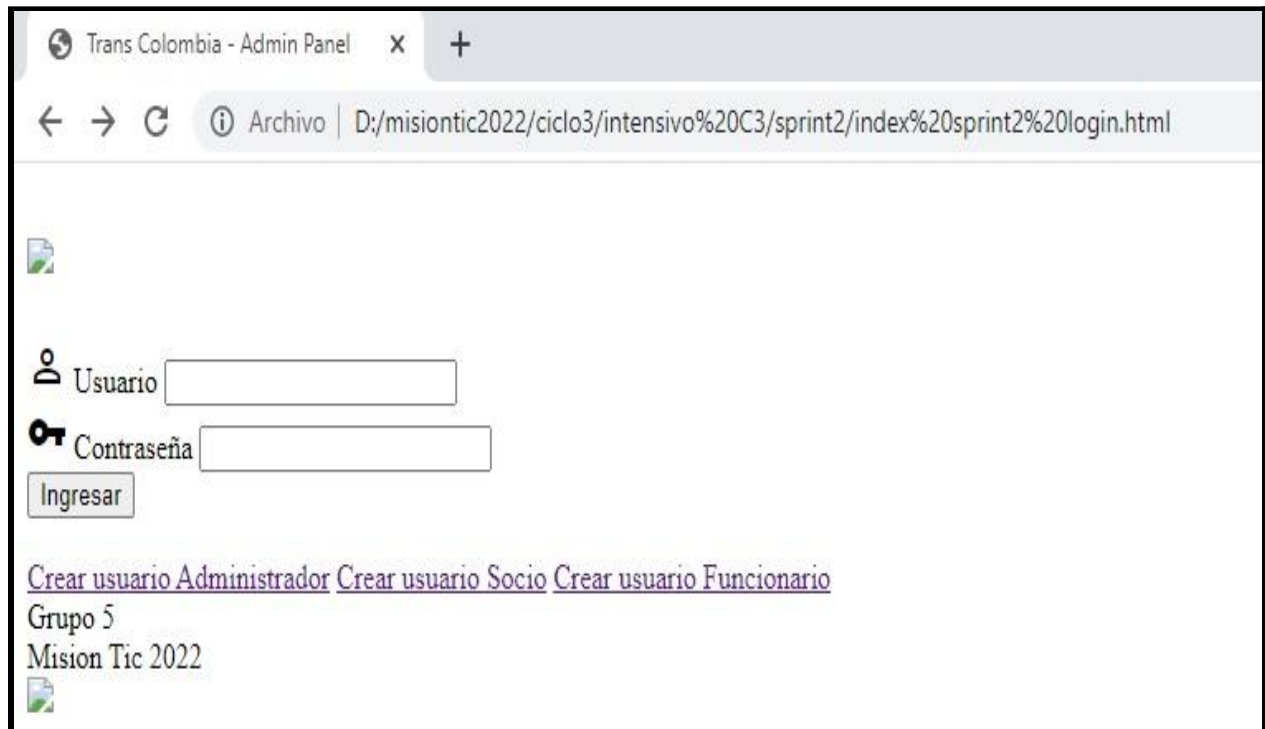 Trans Colombia - Admin Panel
Archivo | D:/misiontic2022/ciclo3/intensivo%20C3/sprint2/index%20sprint2%20login.html
Usuario
Contraseña
Ingresar
Crear usuario Administrador Crear usuario Socio Crear usuario Funcionario
Grupo 5
Mision Tic 2022